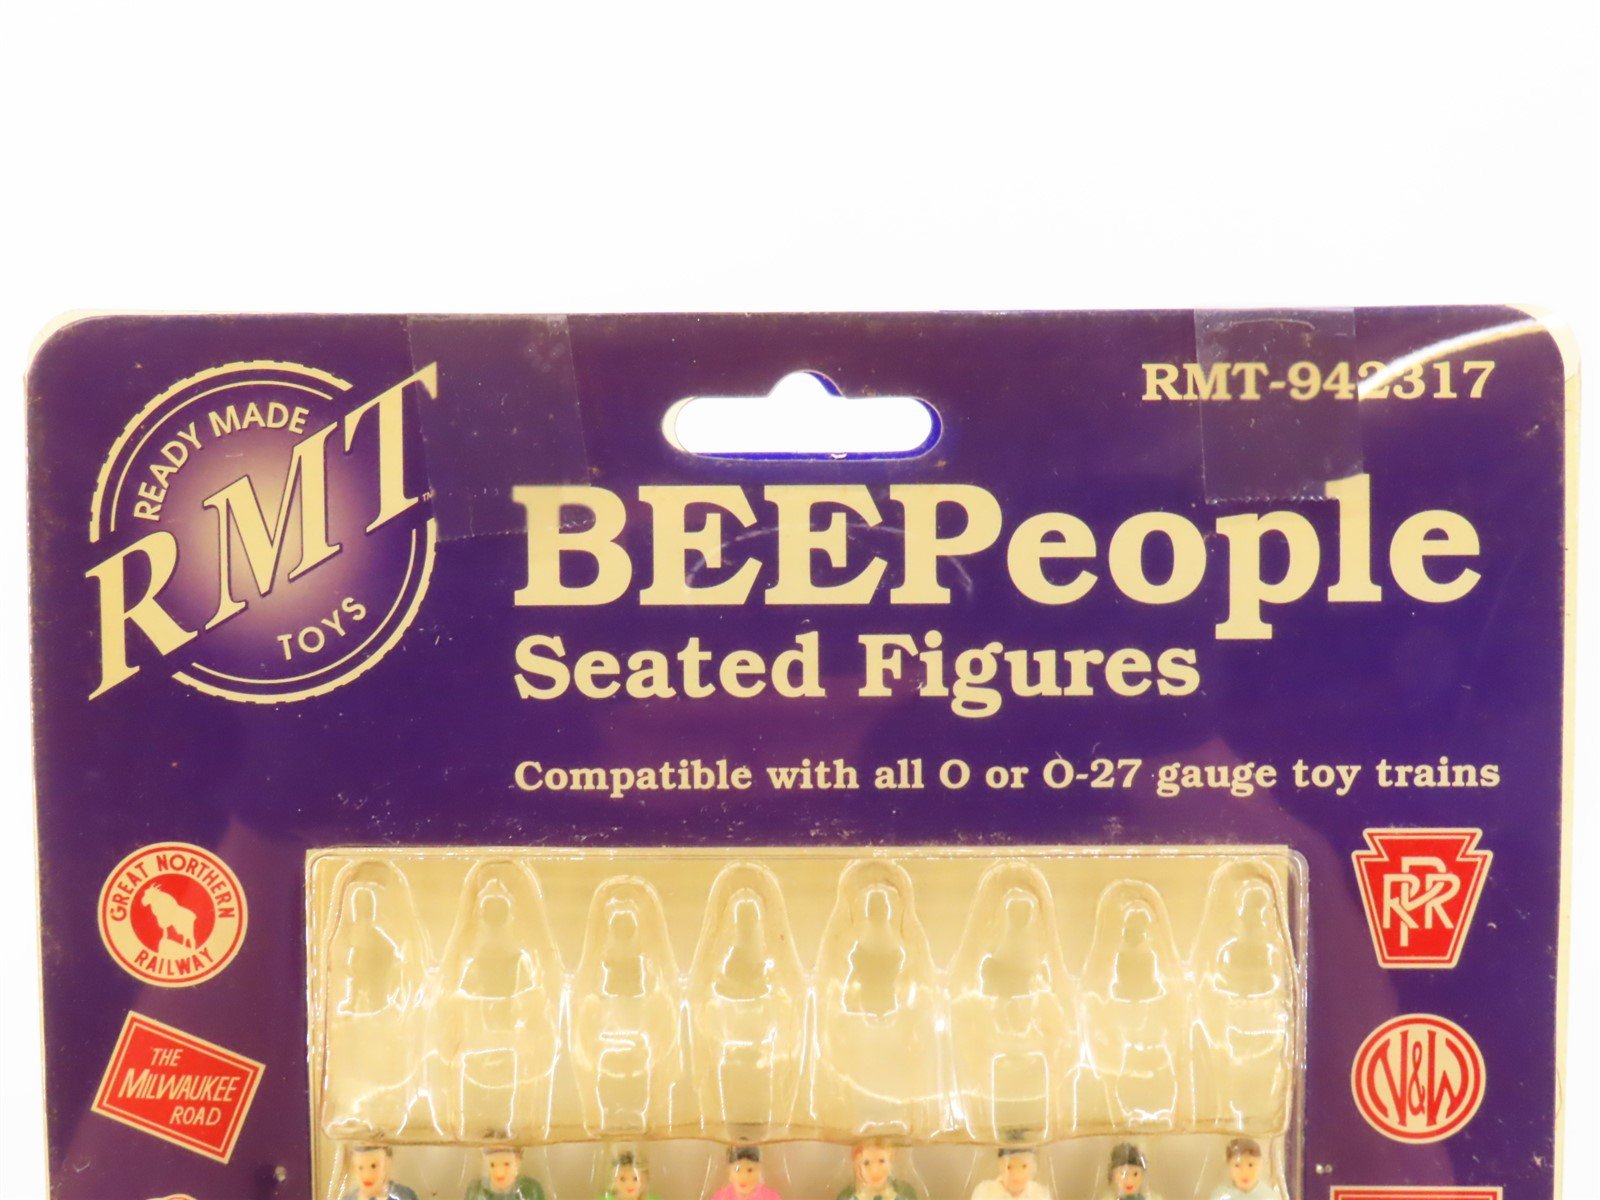 READY MADE
RMT™
TOYS
RMT-942317
BEEPeople
Seated Figures
Compatible with all O or O-27 gauge toy trains
GREAT NORTHERN
RAILWAY
PRR
THE
MILWAUKEE
ROAD
N&W